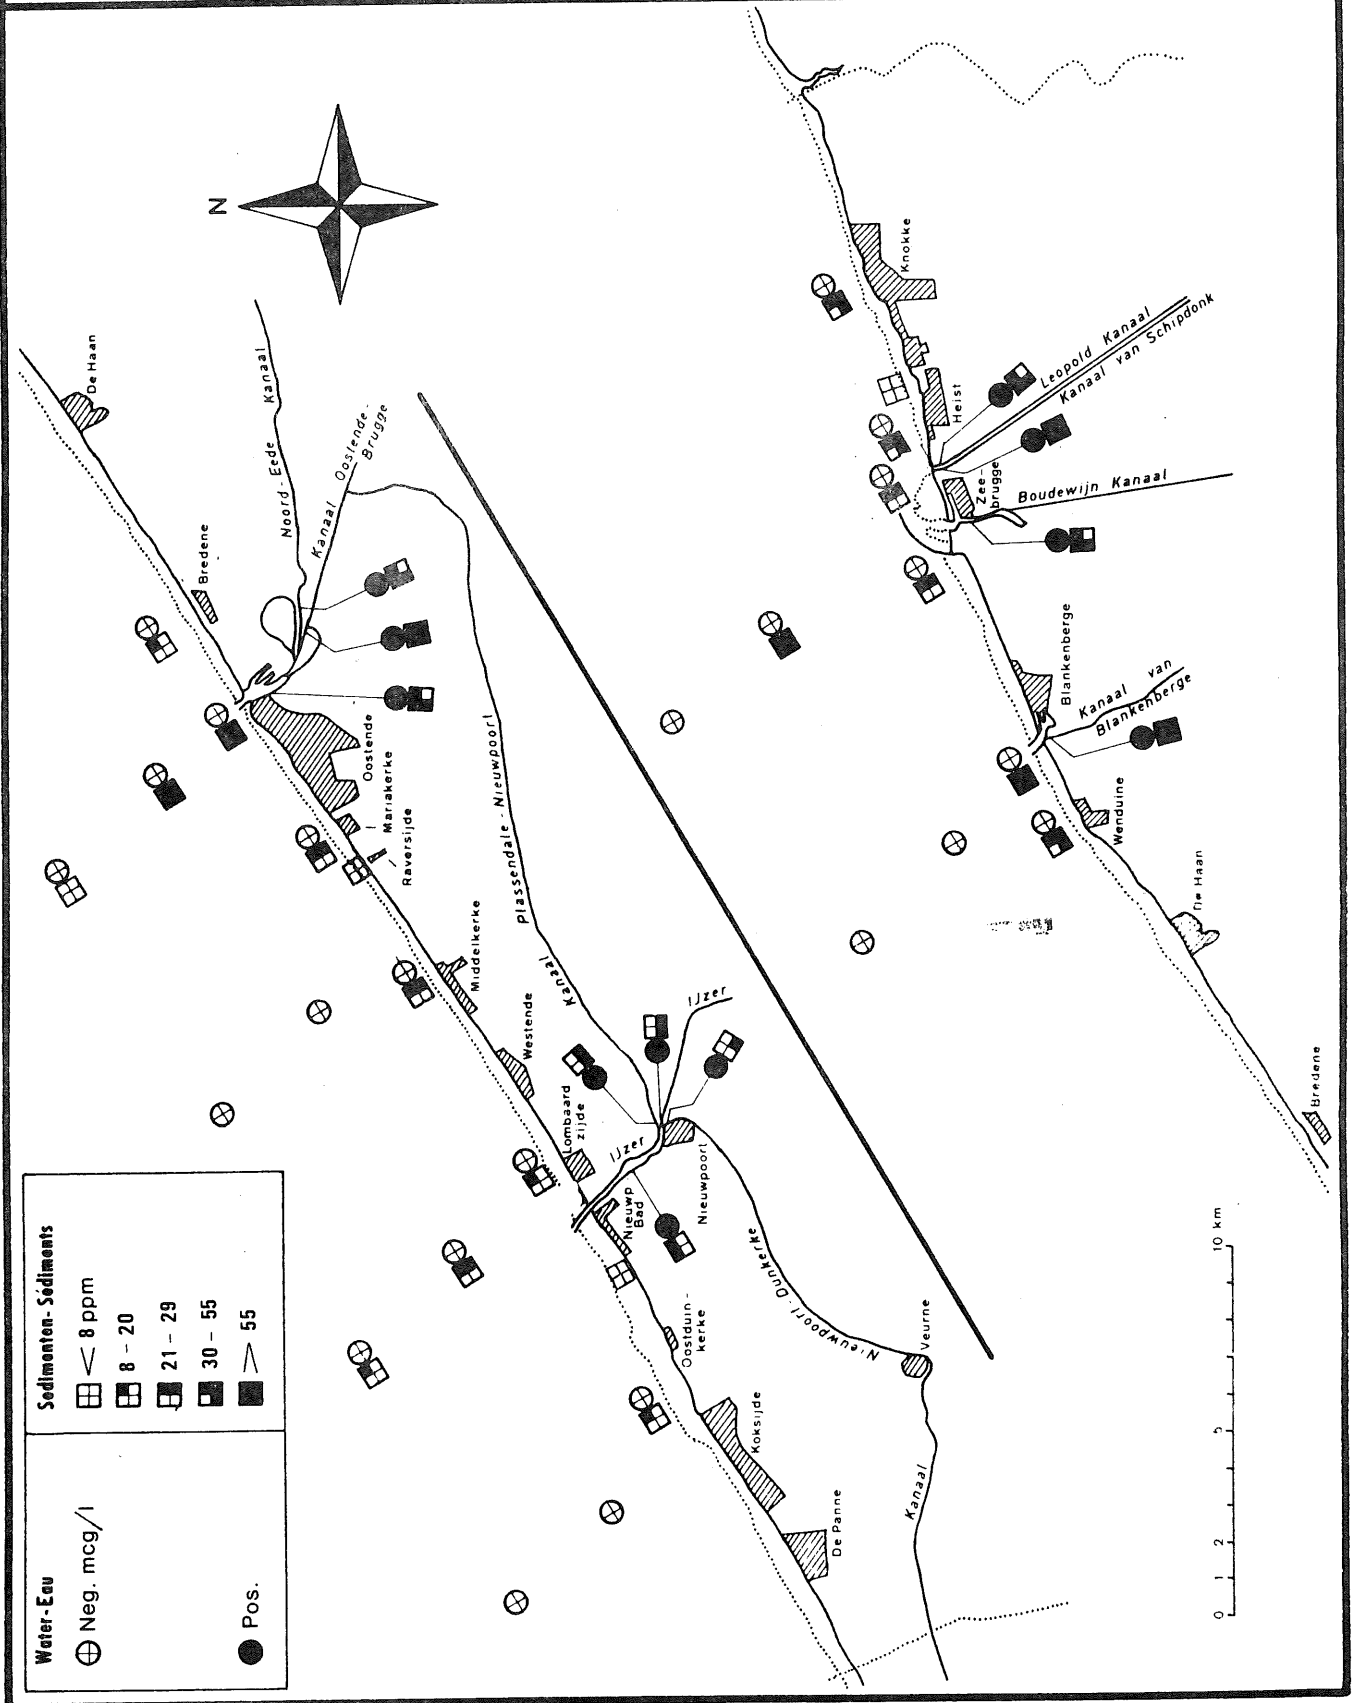 Water-Eau
Neg. mcg/l
Pos.
Sedimenten-Sédiments
< 8 ppm
8 - 20
21 - 29
30 - 55
> 55
N
De Haan
Bredene
Noord-Eede Kanaal
Kanaal Oostende-
Brugge
Oostende
Mariakerke
Raversijde
Middelkerke
Westende
Lombaard
zijde
IJzer
Nieuwp
Bad
Nieuwpoort
IJzer
Kanaal Plassendale - Nieuwpoort
Oostduin-
kerke
Koksijde
De Panne
Veurne
Kanaal Nieuwpoort-Dunkerke
Knokke
Heist
Leopold Kanaal
Kanaal van Schipdonk
Zee-
brugge
Boudewijn Kanaal
Blankenberge
Kanaal van
Blankenberge
Wenduine
De Haan
Bredene
0 1 2 5 10 km